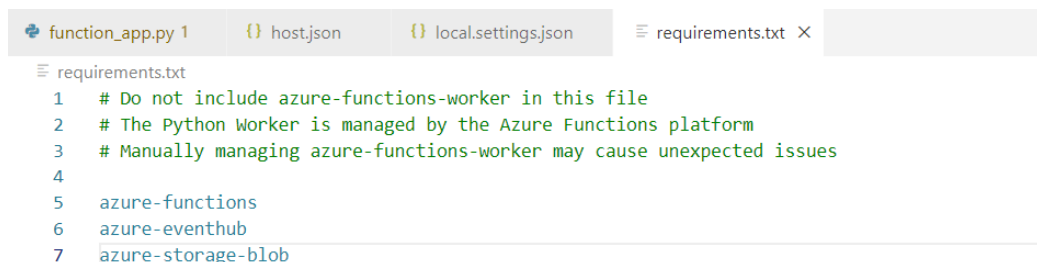 function_app.py 1 {} host.json {} local.settings.json requirements.txt ×
requirements.txt
1 # Do not include azure-functions-worker in this file
2 # The Python Worker is managed by the Azure Functions platform
3 # Manually managing azure-functions-worker may cause unexpected issues
4
5 azure-functions
6 azure-eventhub
7 azure-storage-blob